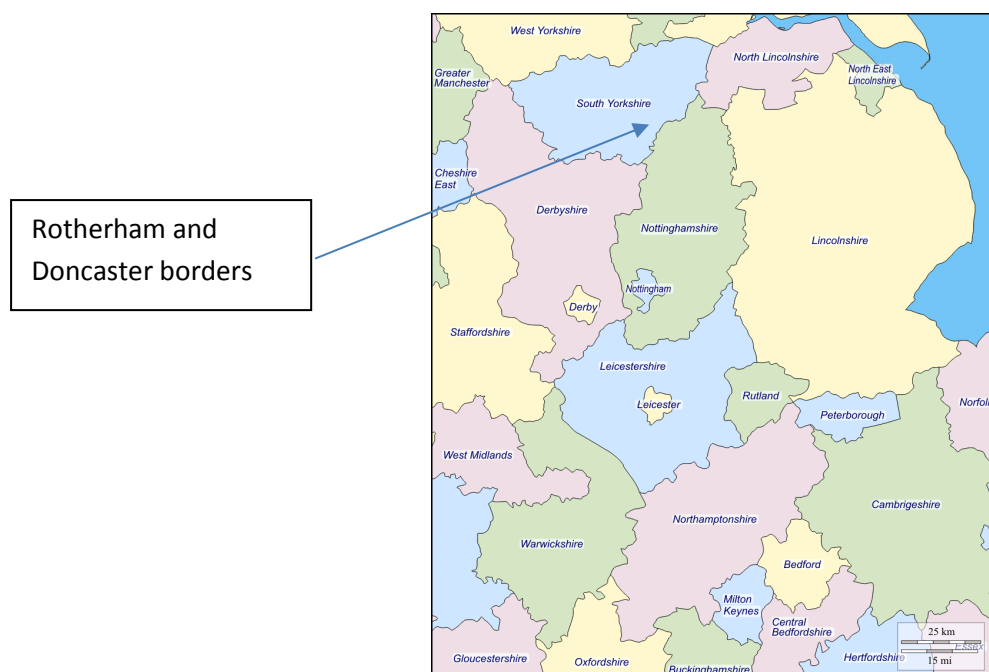 West Yorkshire
North Lincolnshire
North East
Lincolnshire
Greater
Manchester
South Yorkshire
Cheshire
East
Derbyshire
Rotherham and
Doncaster borders
Nottinghamshire
Lincolnshire
Nottingham
Derby
Staffordshire
Leicestershire
Rutland
Leicester
Peterborough
Norfol
West Midlands
Cambrigeshire
Northamptonshire
Warwickshire
Bedford
Milton
Keynes
Central
Bedfordshire
25 km
Essex
15 mi
Gloucestershire
Oxfordshire
Buckinghamshire
Hertfordshire